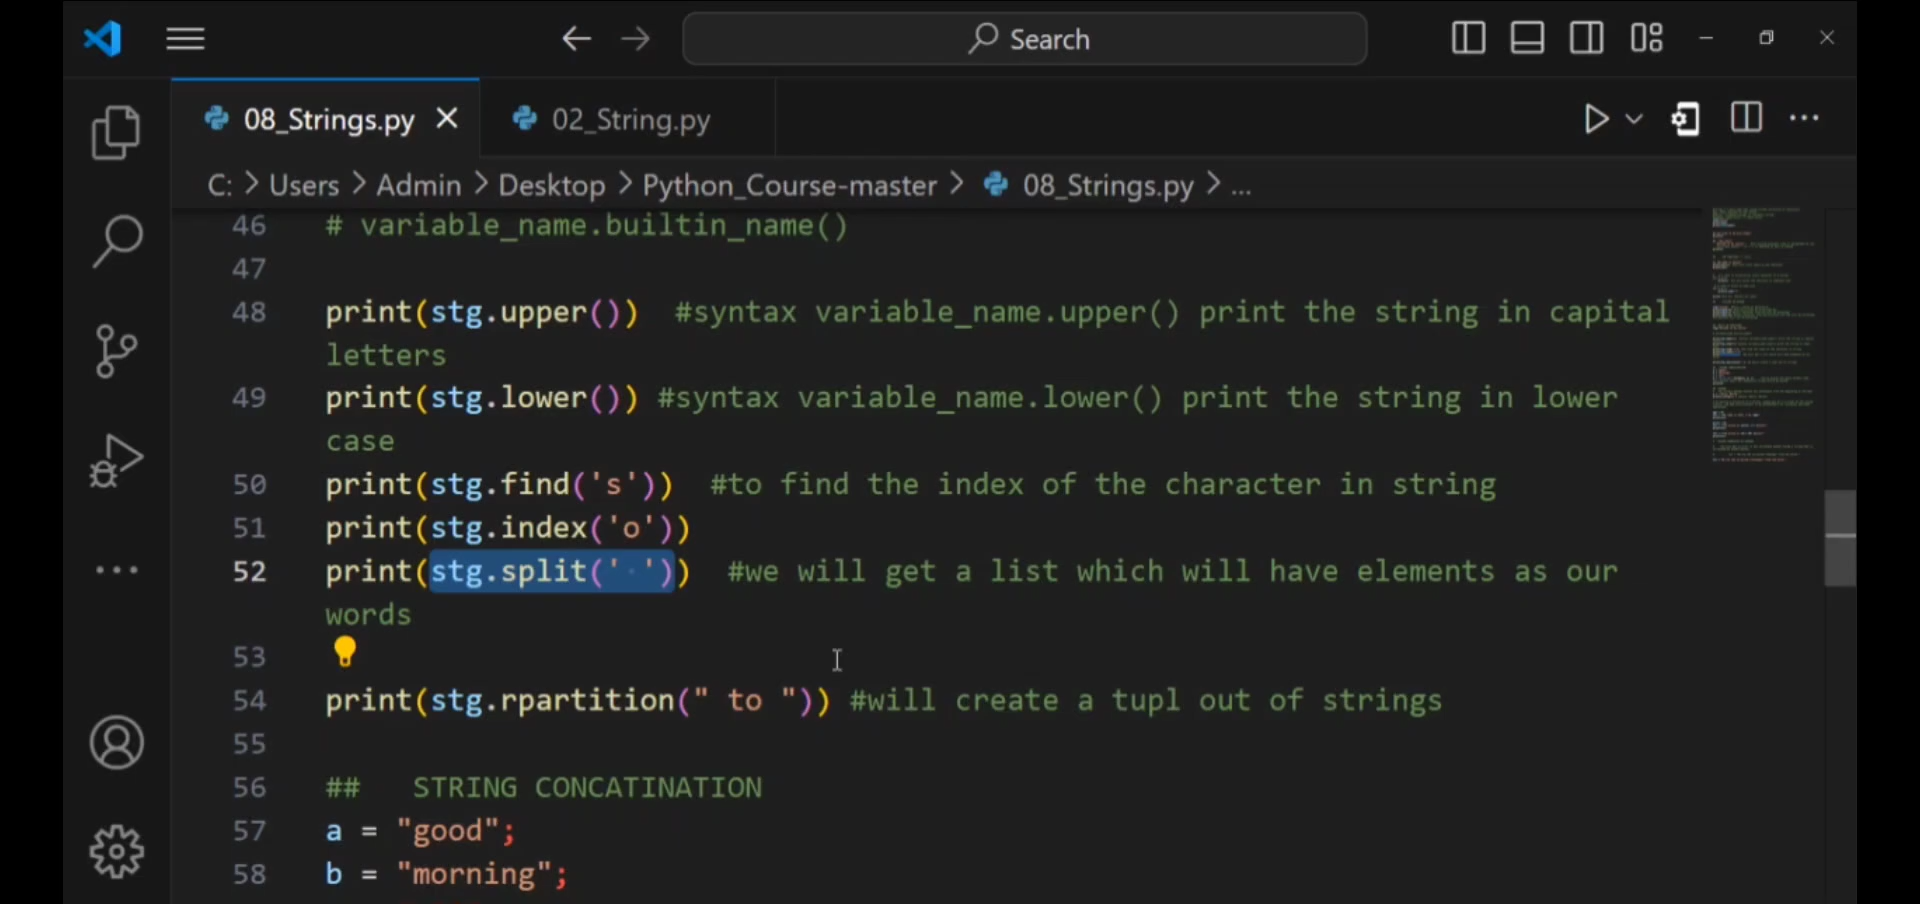 Search
08_Strings.py
02_String.py
C: > Users > Admin > Desktop > Python_Course-master > 08_Strings.py > ...
46 # variable_name.builtin_name()
47
48 print(stg.upper())  #syntax variable_name.upper() print the string in capital
letters
49 print(stg.lower()) #syntax variable_name.lower() print the string in lower
case
50 print(stg.find('s'))  #to find the index of the character in string
51 print(stg.index('o'))
52 print(stg.split(' '))  #we will get a list which will have elements as our
words
53
54 print(stg.rpartition(" to ")) #will create a tupl out of strings
55
56 ##   STRING CONCATINATION
57 a = "good";
58 b = "morning";